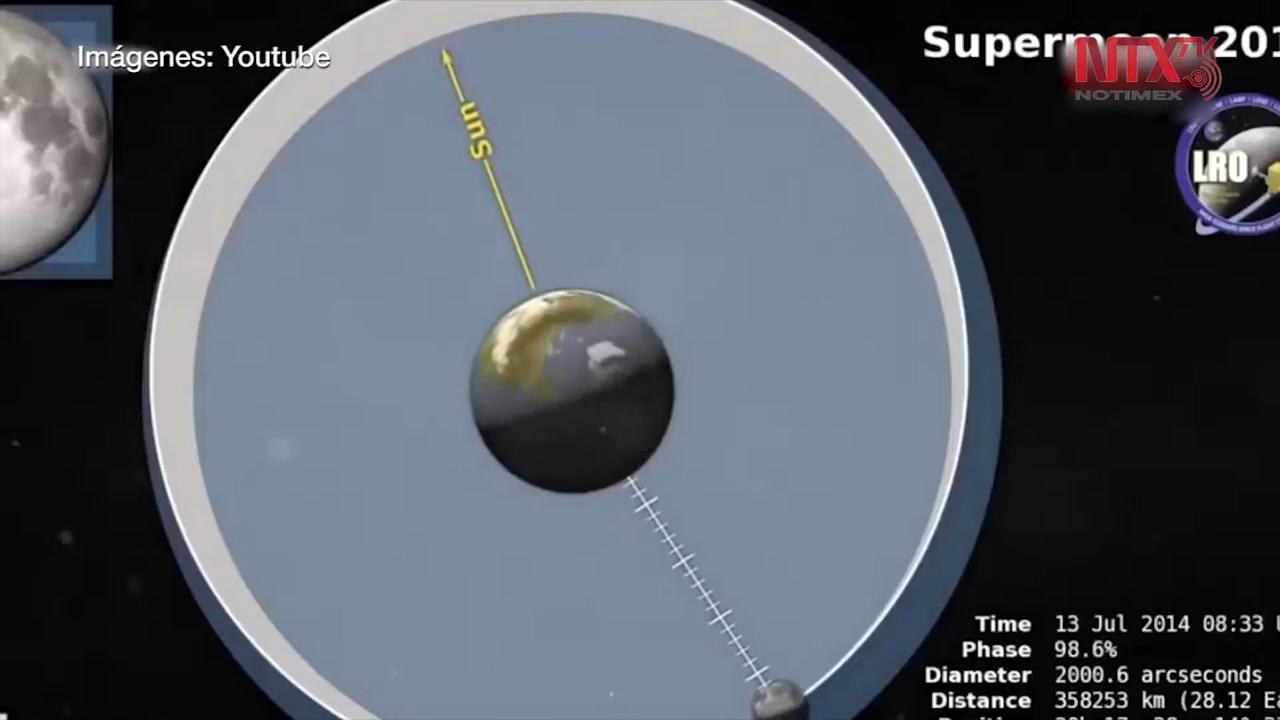 Imágenes: Youtube
Supermoon 201
NTX
NOTIMEX
LRO
Sun
Time 13 Jul 2014 08:33 U
Phase 98.6%
Diameter 2000.6 arcseconds
Distance 358253 km (28.12 Ea